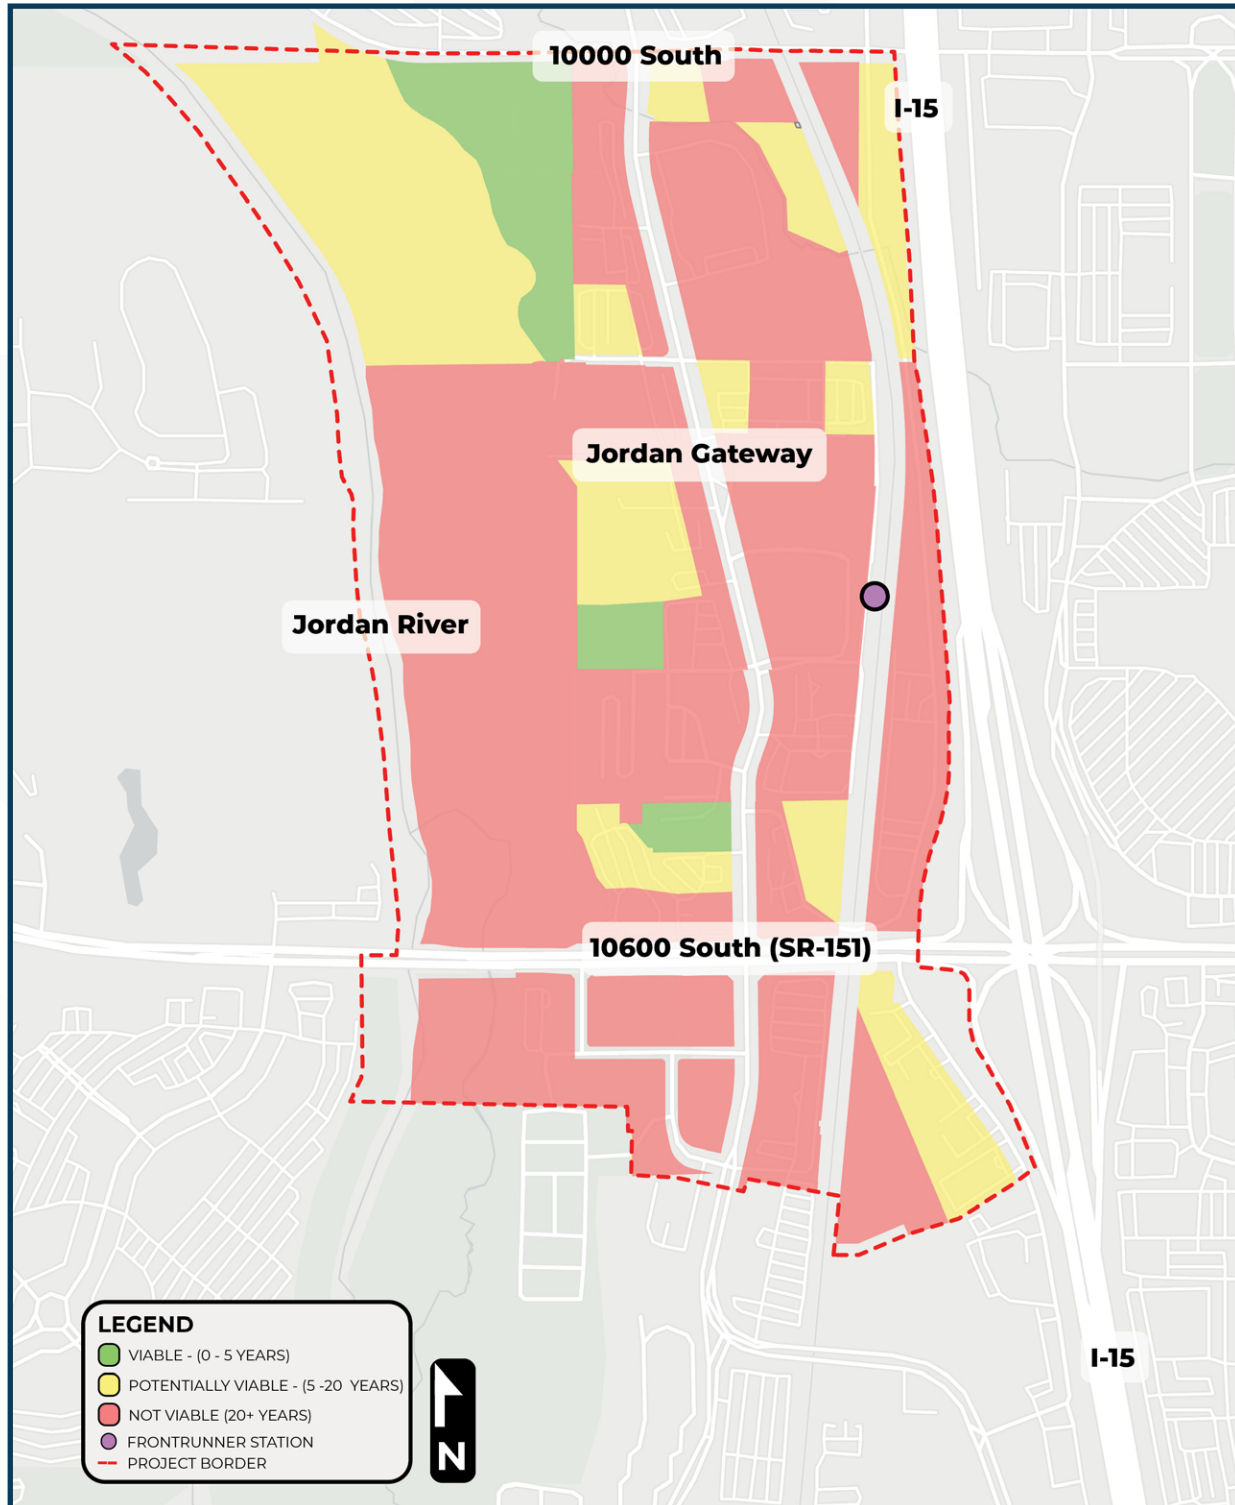 10000 South
I-15
Jordan Gateway
Jordan River
10600 South (SR-151)
I-15
LEGEND
VIABLE - (0 - 5 YEARS)
POTENTIALLY VIABLE - (5 -20 YEARS)
NOT VIABLE (20+ YEARS)
FRONTRUNNER STATION
PROJECT BORDER
N